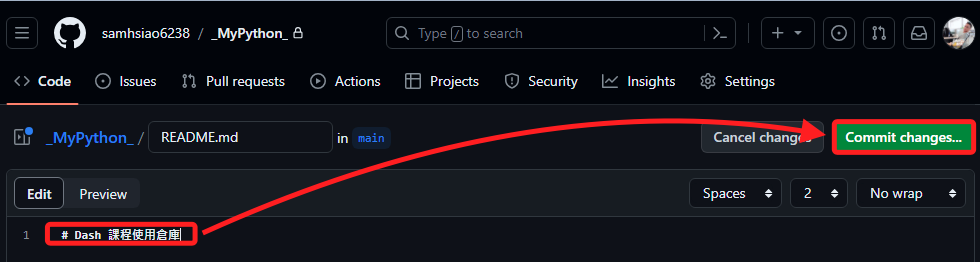 samhsiao6238 / _MyPython_ Type / to search
Code Issues Pull requests Actions Projects Security Insights Settings
_MyPython_ / README.md in main Cancel changes Commit changes...
Edit Preview Spaces 2 No wrap
1 # Dash 課程使用倉庫